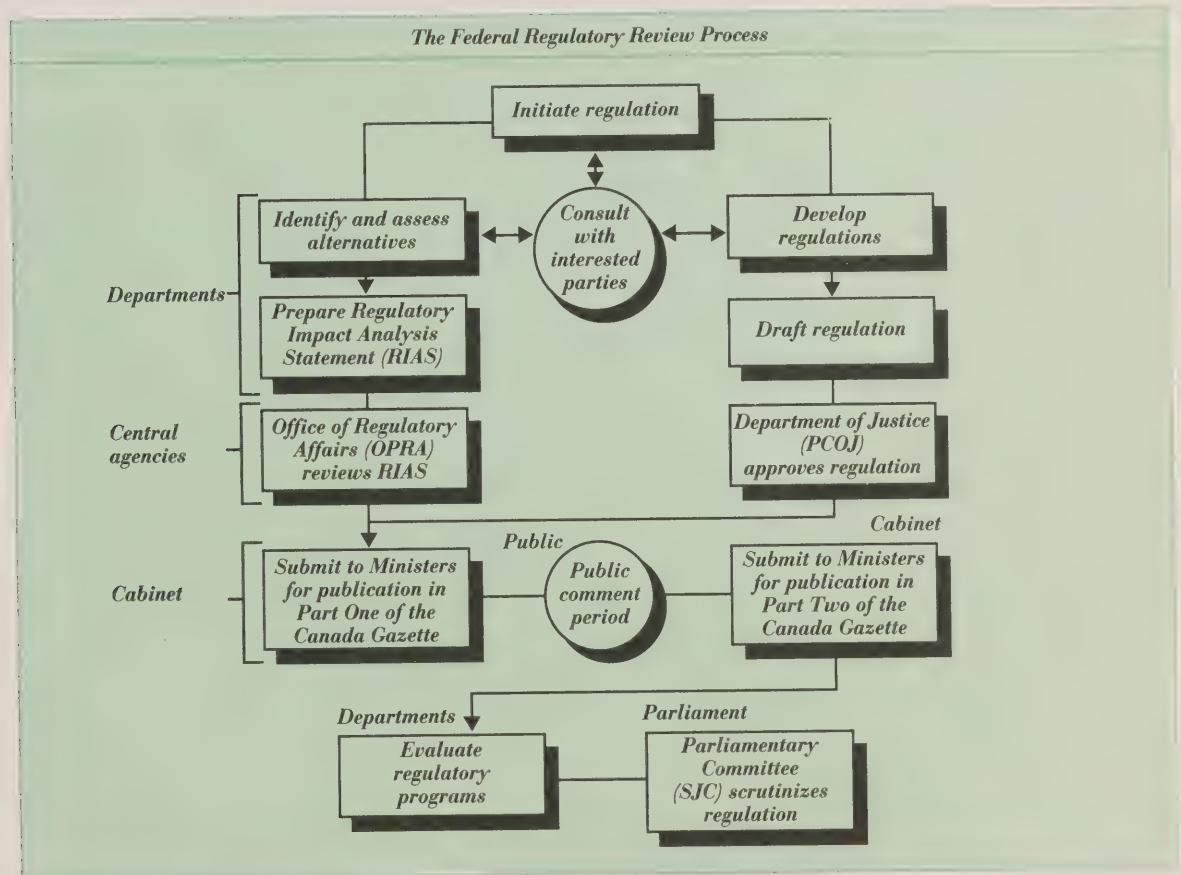 The Federal Regulatory Review Process
Initiate regulation
Identify and assess
alternatives
Consult
with
interested
parties
Develop
regulations
Departments
Prepare Regulatory
Impact Analysis
Statement (RIAS)
Draft regulation
Central
agencies
Office of Regulatory
Affairs (OPRA)
reviews RIAS
Department of Justice
(PCOJ)
approves regulation
Cabinet
Submit to Ministers
for publication in
Part One of the
Canada Gazette
Public
Public
comment
period
Cabinet
Submit to Ministers
for publication in
Part Two of the
Canada Gazette
Departments
Evaluate
regulatory
programs
Parliament
Parliamentary
Committee
(SJC) scrutinizes
regulation